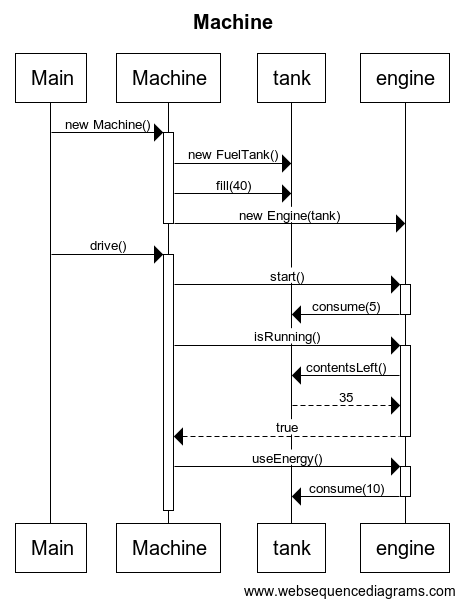 Machine
Main Machine tank engine
new Machine()
new FuelTank()
fill(40)
new Engine(tank)
drive()
start()
consume(5)
isRunning()
contentsLeft()
35
true
useEnergy()
consume(10)
Main Machine tank engine
www.websequencediagrams.com